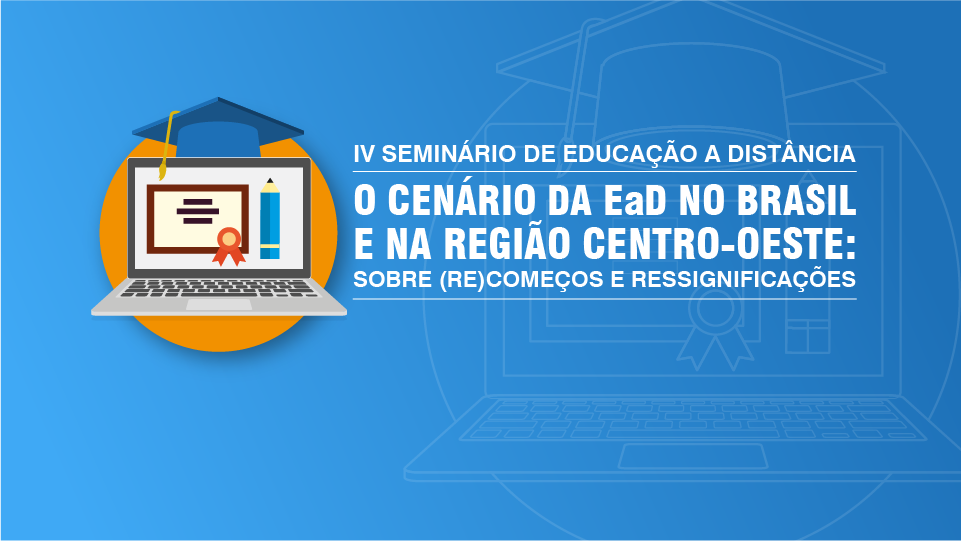 IV SEMINÁRIO DE EDUCAÇÃO A DISTÂNCIA
O CENÁRIO DA EaD NO BRASIL
E NA REGIÃO CENTRO-OESTE:
SOBRE (RE)COMEÇOS E RESSIGNIFICAÇÕES